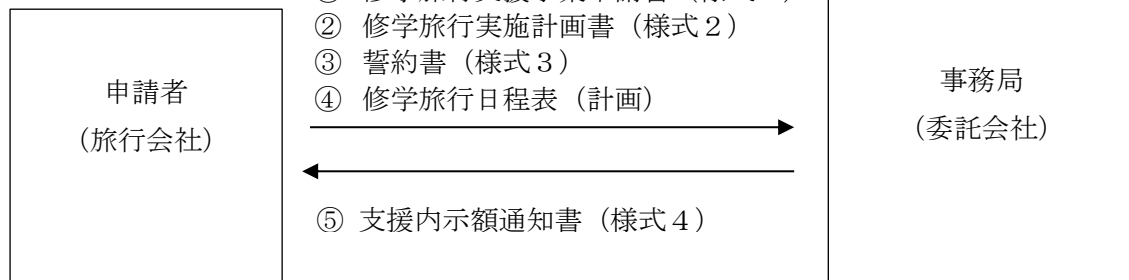 ② 修学旅行実施計画書（様式２）
③ 誓約書（様式３）
④ 修学旅行日程表（計画）
申請者
（旅行会社）
事務局
（委託会社）
⑤ 支援内示額通知書（様式４）